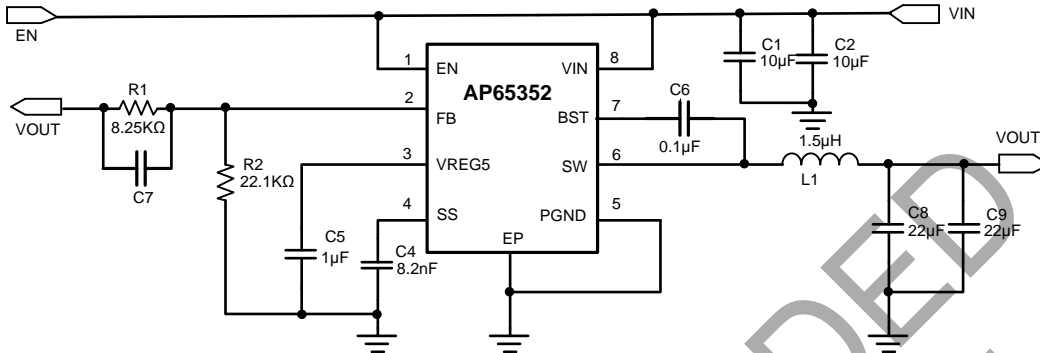 EN
VIN
1
EN
VIN
8
AP65352
C1
10µF
C2
10µF
R1
8.25KΩ
VOUT
C7
2
FB
BST
7
C6
0.1µF
R2
22.1KΩ
3
VREG5
SW
6
1.5µH
L1
VOUT
4
SS
PGND
5
EP
C5
1µF
C4
8.2nF
C8
22µF
C9
22µF
DED